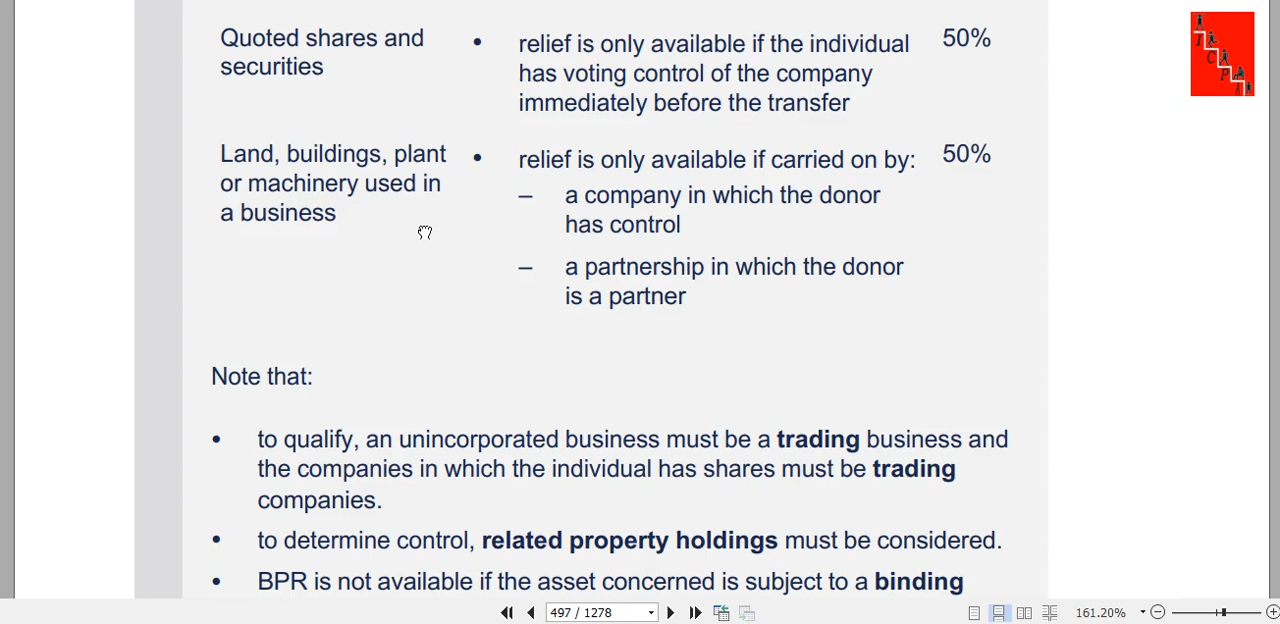 Quoted shares and
securities
• relief is only available if the individual
has voting control of the company
immediately before the transfer
50%
Land, buildings, plant
or machinery used in
a business
• relief is only available if carried on by:
– a company in which the donor
has control
– a partnership in which the donor
is a partner
50%
Note that:
• to qualify, an unincorporated business must be a trading business and
the companies in which the individual has shares must be trading
companies.
• to determine control, related property holdings must be considered.
• BPR is not available if the asset concerned is subject to a binding
I
C
P
A
497 / 1278
161.20%